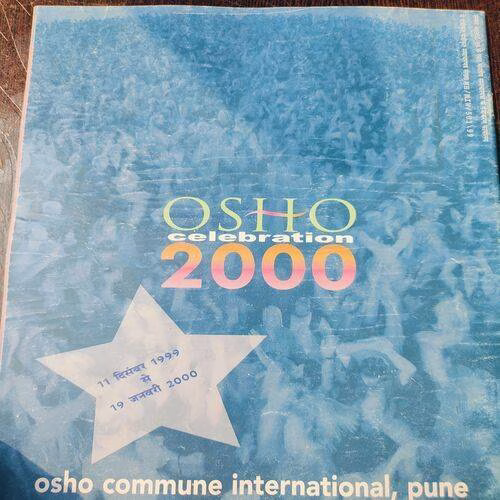 OSHO
celebration
2000
11 दिसंबर 1999
से
19 जनवरी 2000
osho commune international, pune